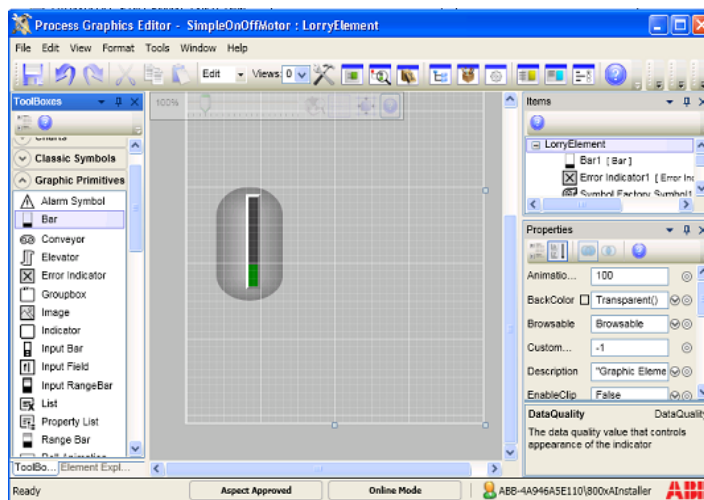 Process Graphics Editor - SimpleOnOffMotor : LorryElement
File Edit View Format Tools Window Help
Edit Views: 0
ToolBoxes
Charts
Classic Symbols
Graphic Primitives
Alarm Symbol
Bar
Conveyor
Elevator
Error Indicator
Groupbox
Image
Indicator
Input Bar
Input Field
Input RangeBar
List
Property List
Range Bar
ToolBo... Element Expl...
100%
Items
LorryElement
Bar1 [Bar]
Error Indicator1 [Error Ind
Symbol Factory Symbol1
Properties
Animatio... 100
BackColor Transparent()
Browsable Browsable
Custom... -1
Description "Graphic Eleme
EnableClip False
DataQuality DataQuality
The data quality value that controls
appearance of the indicator
Ready Aspect Approved Online Mode ABB-4A946A5E110\800xAInstaller ABB